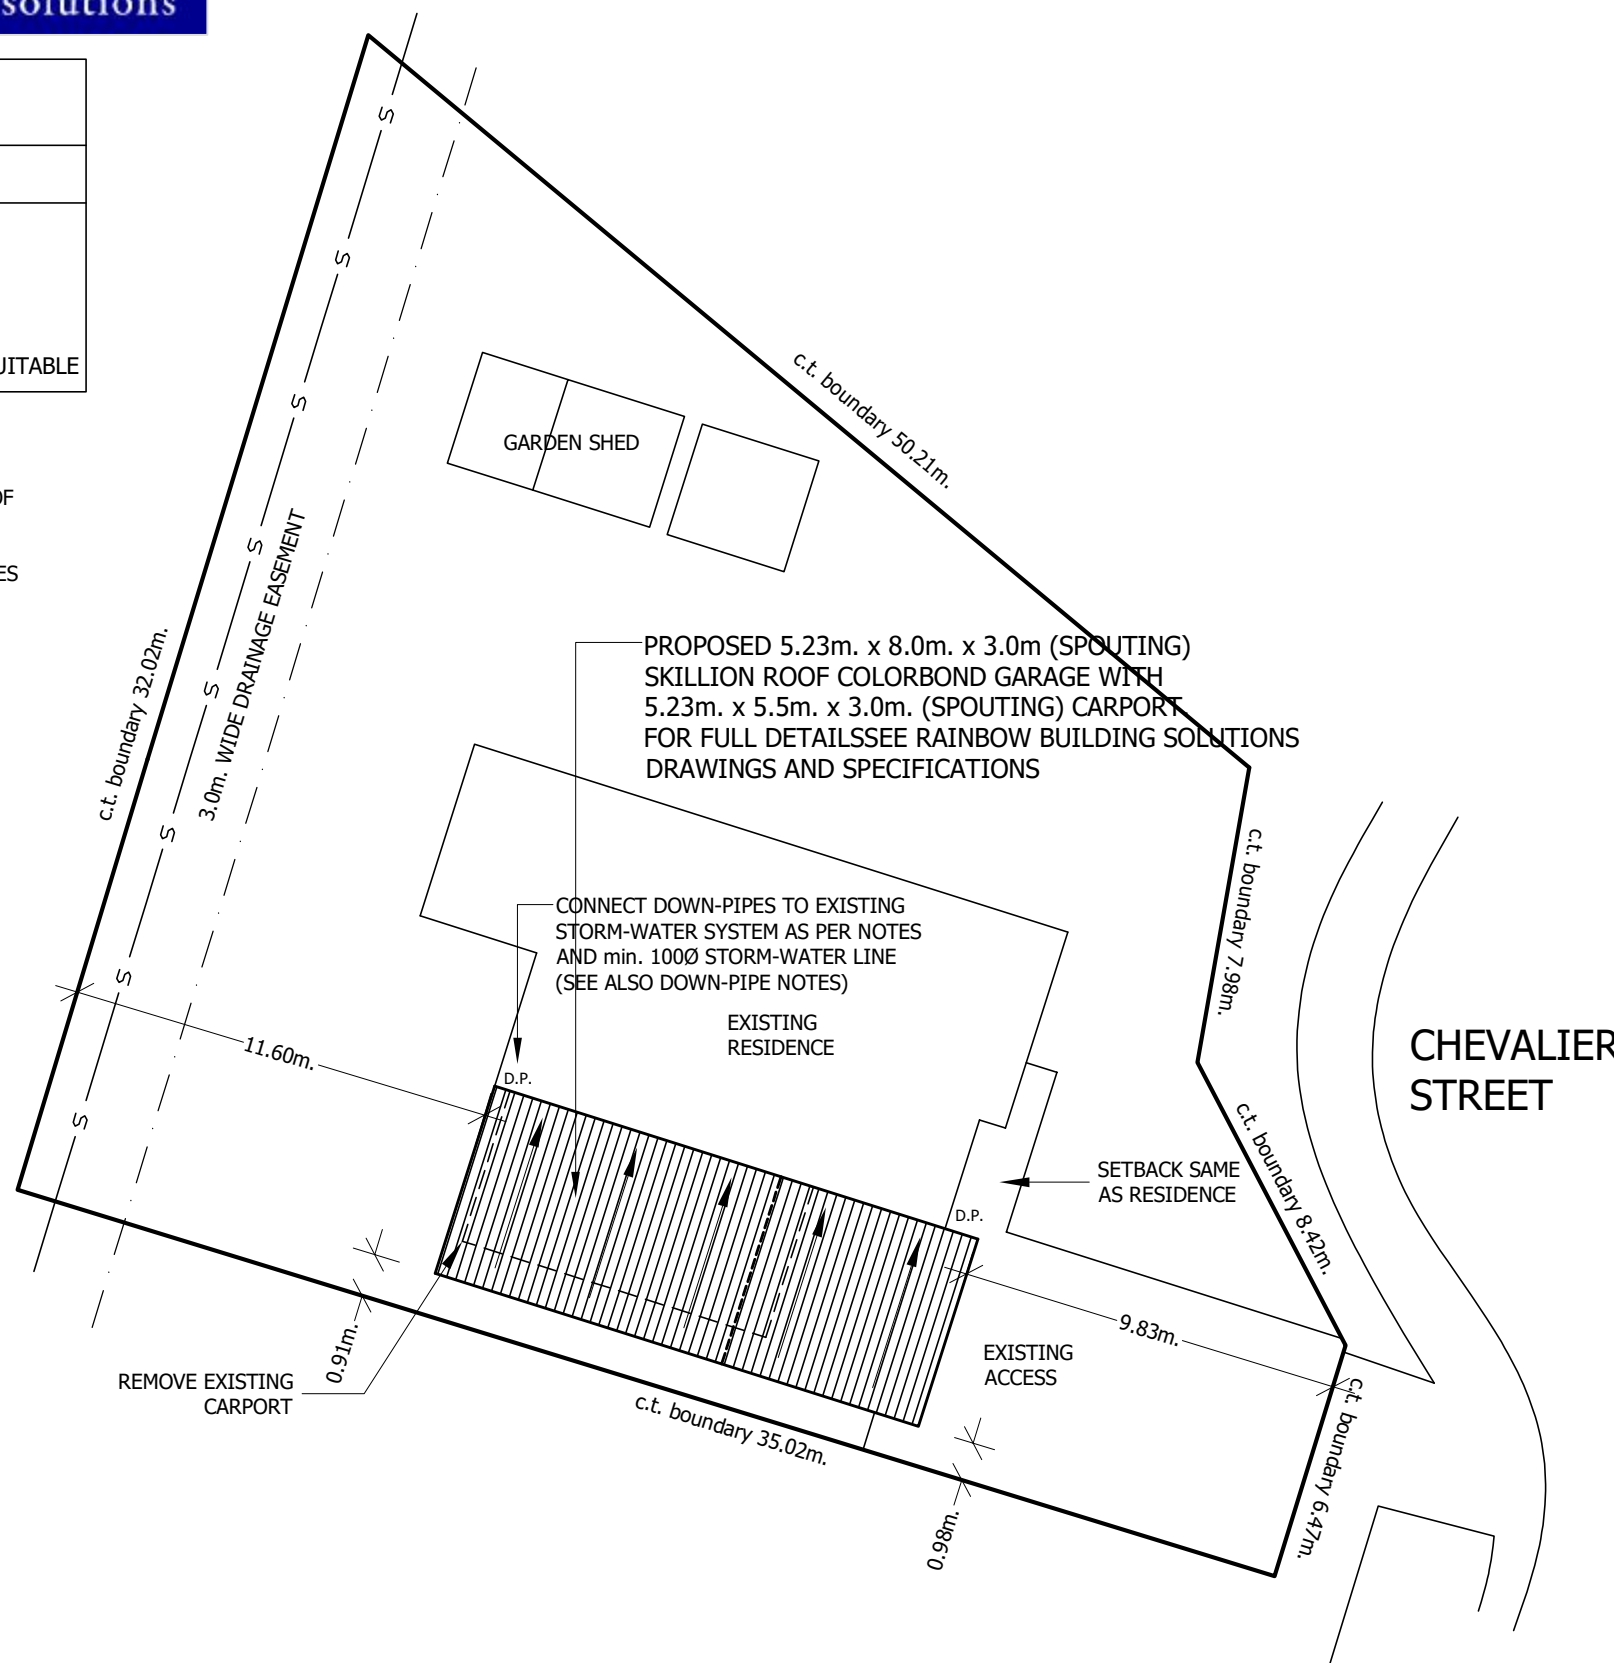 solutions
UITABLE
OF
ES
GARDEN SHED
c.t. boundary 50.21m.
c.t. boundary 32.02m.
3.0m. WIDE DRAINAGE EASEMENT
S
S
S
S
S
S
S
S
PROPOSED 5.23m. x 8.0m. x 3.0m (SPOUTING)
SKILLION ROOF COLORBOND GARAGE WITH
5.23m. x 5.5m. x 3.0m. (SPOUTING) CARPORT
FOR FULL DETAILSSEE RAINBOW BUILDING SOLUTIONS
DRAWINGS AND SPECIFICATIONS
c.t. boundary 7.98m.
CONNECT DOWN-PIPES TO EXISTING
STORM-WATER SYSTEM AS PER NOTES
AND min. 100Ø STORM-WATER LINE
(SEE ALSO DOWN-PIPE NOTES)
EXISTING
RESIDENCE
11.60m.
D.P.
CHEVALIER
STREET
c.t. boundary 8.42m.
SETBACK SAME
AS RESIDENCE
D.P.
9.83m.
EXISTING
ACCESS
0.91m.
REMOVE EXISTING
CARPORT
c.t. boundary 35.02m.
c.t. boundary 6.47m.
0.98m.